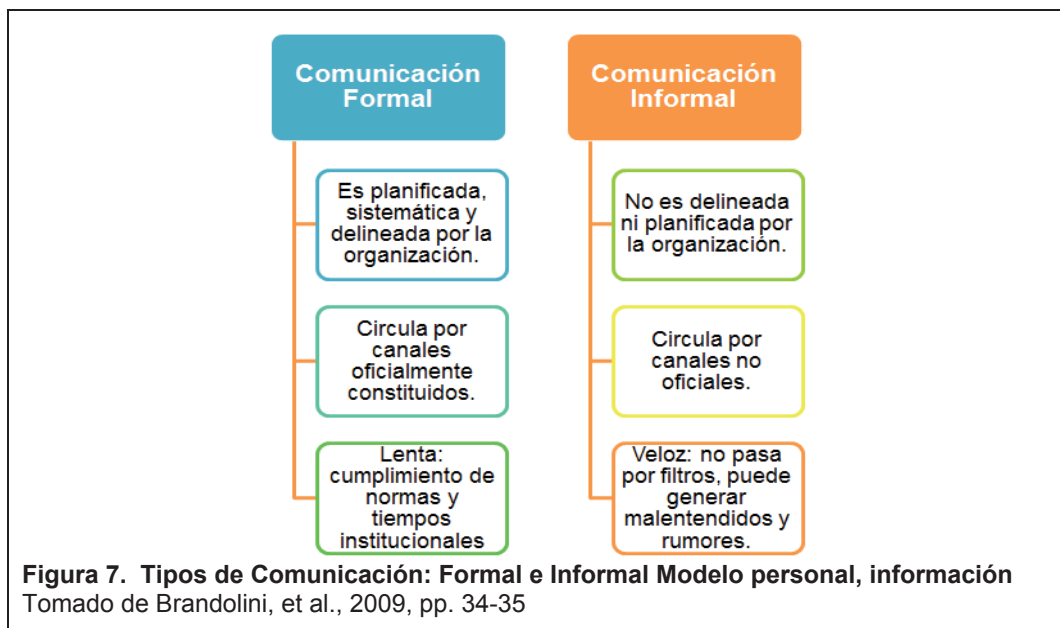 Comunicación
Formal
Es planificada,
sistemática y
delineada por la
organización.
Circula por
canales
oficialmente
constituidos.
Lenta:
cumplimiento de
normas y
tiempos
institucionales
Comunicación
Informal
No es delineada
ni planificada por
la organización.
Circula por
canales no
oficiales.
Veloz: no pasa
por filtros, puede
generar
malentendidos y
rumores.
Figura 7. Tipos de Comunicación: Formal e Informal Modelo personal, información
Tomado de Brandolini, et al., 2009, pp. 34-35